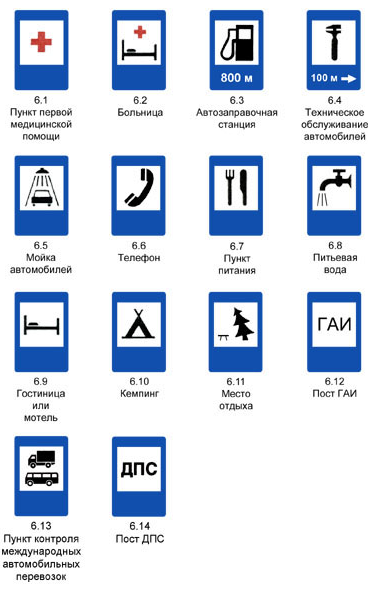 800 м
100 м
6.1
Пункт первой
медицинской
помощи
6.2
Больница
6.3
Автозаправочная
станция
6.4
Техническое
обслуживание
автомобилей
6.5
Мойка
автомобилей
6.6
Телефон
6.7
Пункт
питания
6.8
Питьевая
вода
ГАИ
6.9
Гостиница
или
мотель
6.10
Кемпинг
6.11
Место
отдыха
6.12
Пост ГАИ
ДПС
6.13
Пункт контроля
международных
автомобильных
перевозок
6.14
Пост ДПС